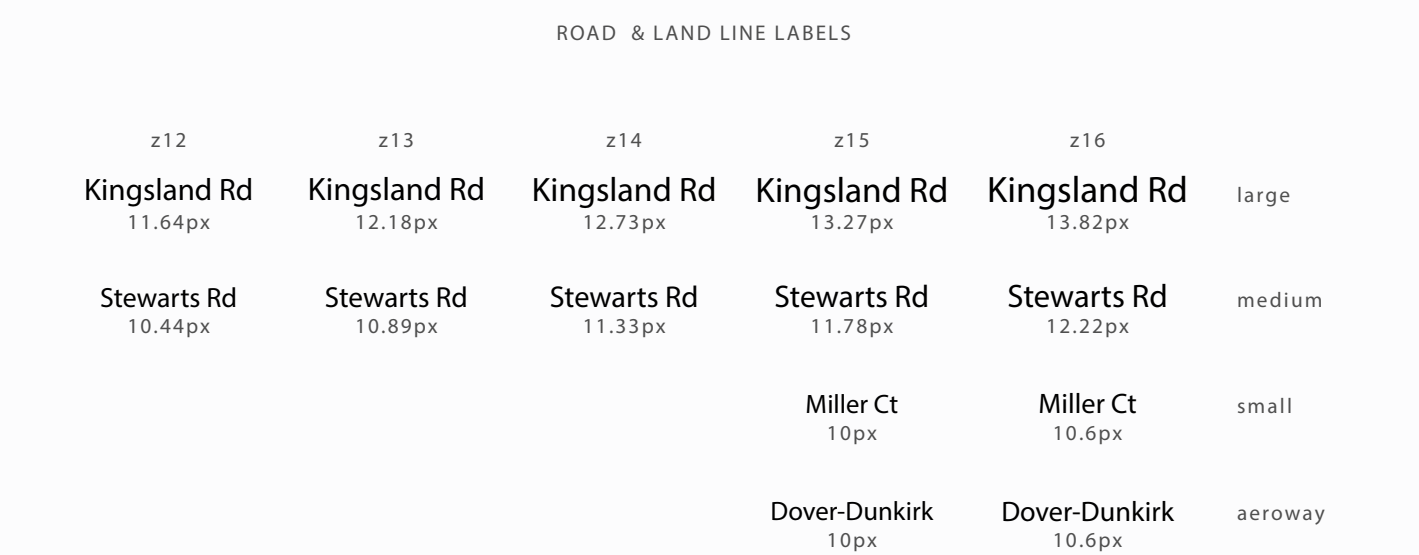 ROAD & LAND LINE LABELS
z12 z13 z14 z15 z16
Kingsland Rd Kingsland Rd Kingsland Rd Kingsland Rd Kingsland Rd large
11.64px 12.18px 12.73px 13.27px 13.82px
Stewarts Rd Stewarts Rd Stewarts Rd Stewarts Rd Stewarts Rd medium
10.44px 10.89px 11.33px 11.78px 12.22px
Miller Ct Miller Ct small
10px 10.6px
Dover-Dunkirk Dover-Dunkirk aeroway
10px 10.6px